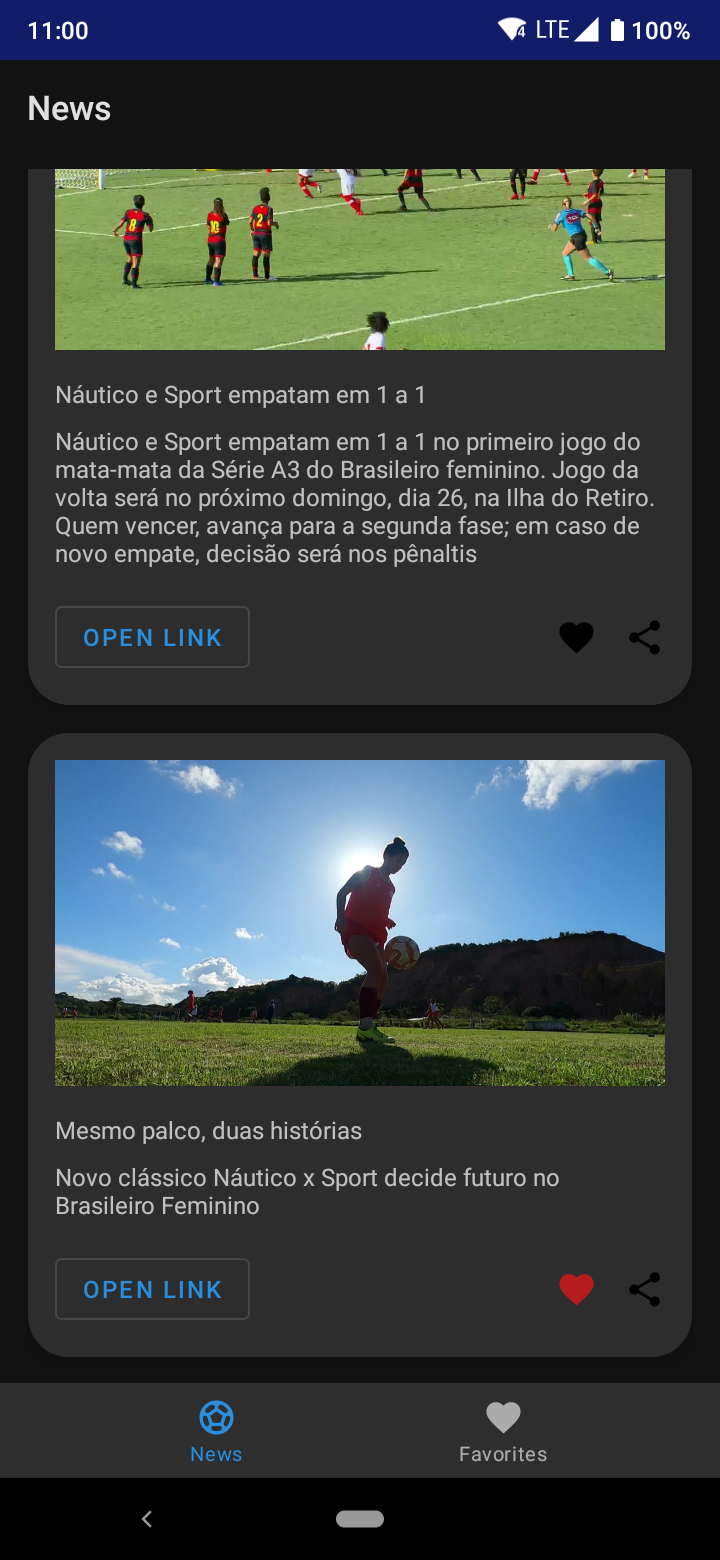 11:00
LTE
100%
News
8
10
2
Náutico e Sport empatam em 1 a 1
Náutico e Sport empatam em 1 a 1 no primeiro jogo do
mata-mata da Série A3 do Brasileiro feminino. Jogo da
volta será no próximo domingo, dia 26, na Ilha do Retiro.
Quem vencer, avança para a segunda fase; em caso de
novo empate, decisão será nos pênaltis
OPEN LINK
Mesmo palco, duas histórias
Novo clássico Náutico x Sport decide futuro no
Brasileiro Feminino
OPEN LINK
News
Favorites